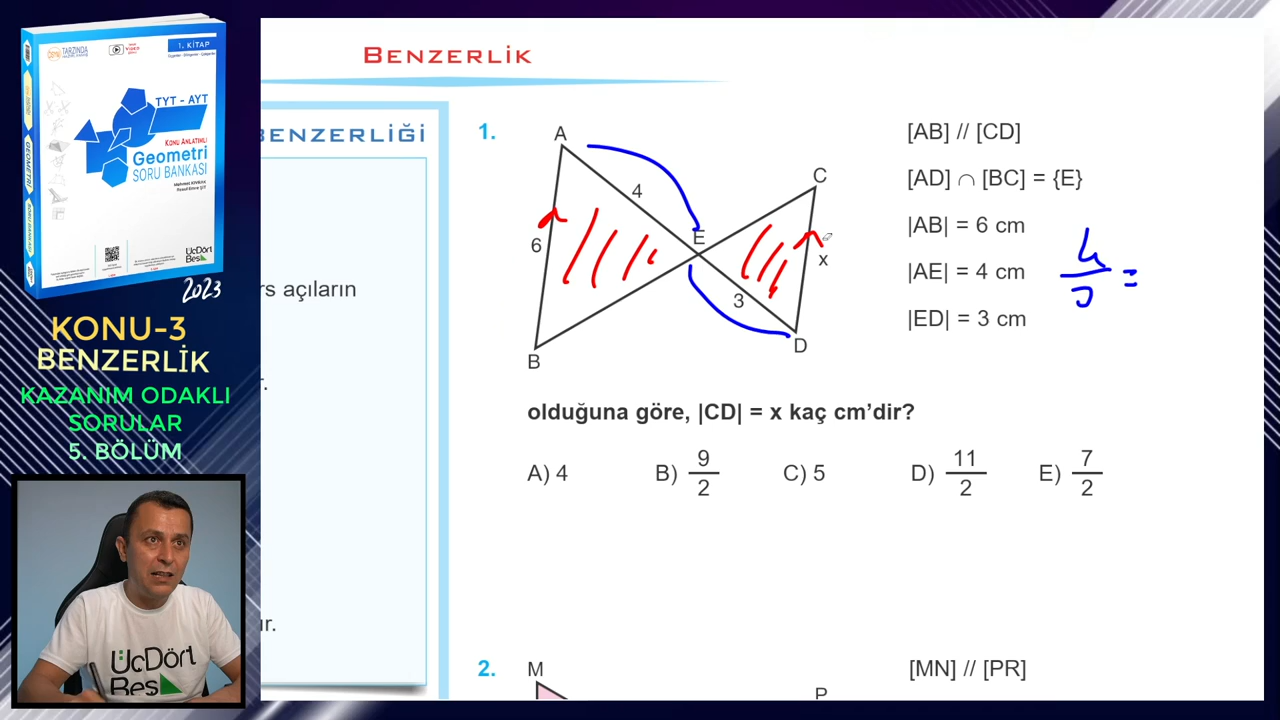 1. KİTAP
TYT - AYT
KONU ANLATIMLI
Geometri
SORU BANKASI
ÜçDört
Beş
2023
KONU-3
BENZERLİK
KAZANIM ODAKLI
SORULAR
5. BÖLÜM
ÜçDört
Beş
BENZERLİK
BENZERLİĞİ
rs açıların
r.
ır.
1.
A
C
4
E
6
x
3
B
D
[AB] // [CD]
[AD] ∩ [BC] = {E}
|AB| = 6 cm
|AE| = 4 cm
|ED| = 3 cm
4
3
=
olduğuna göre, |CD| = x kaç cm’dir?
A) 4 B) 9/2 C) 5 D) 11/2 E) 7/2
2.
M
P
[MN] // [PR]